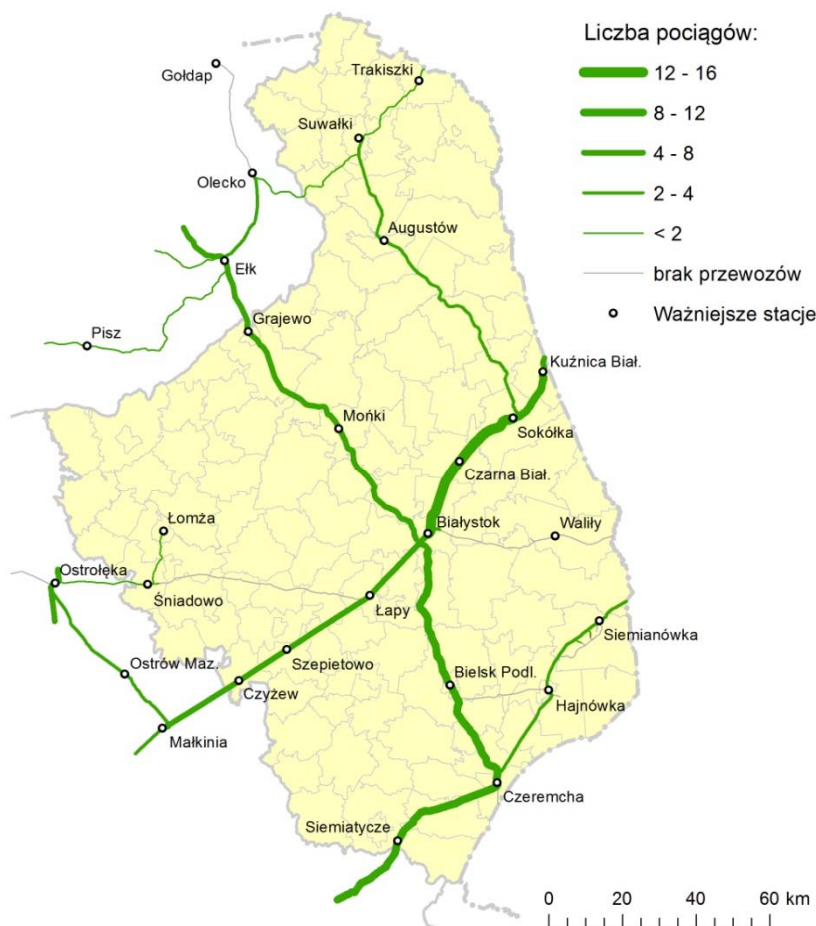 Liczba pociągów:
12 - 16
8 - 12
4 - 8
2 - 4
< 2
brak przewozów
Ważniejsze stacje
Gołdap
Trakiszki
Suwałki
Olecko
Augustów
Ełk
Grajewo
Pisz
Kuźnica Biał.
Mońki
Sokółka
Czarna Biał.
Łomża
Białystok
Waliły
Ostrołęka
Śniadowo
Łapy
Siemianówka
Ostrów Maz.
Szepietowo
Bielsk Podl.
Czyżew
Hajnówka
Małkinia
Czeremcha
Siemiatycze
0 20 40 60 km